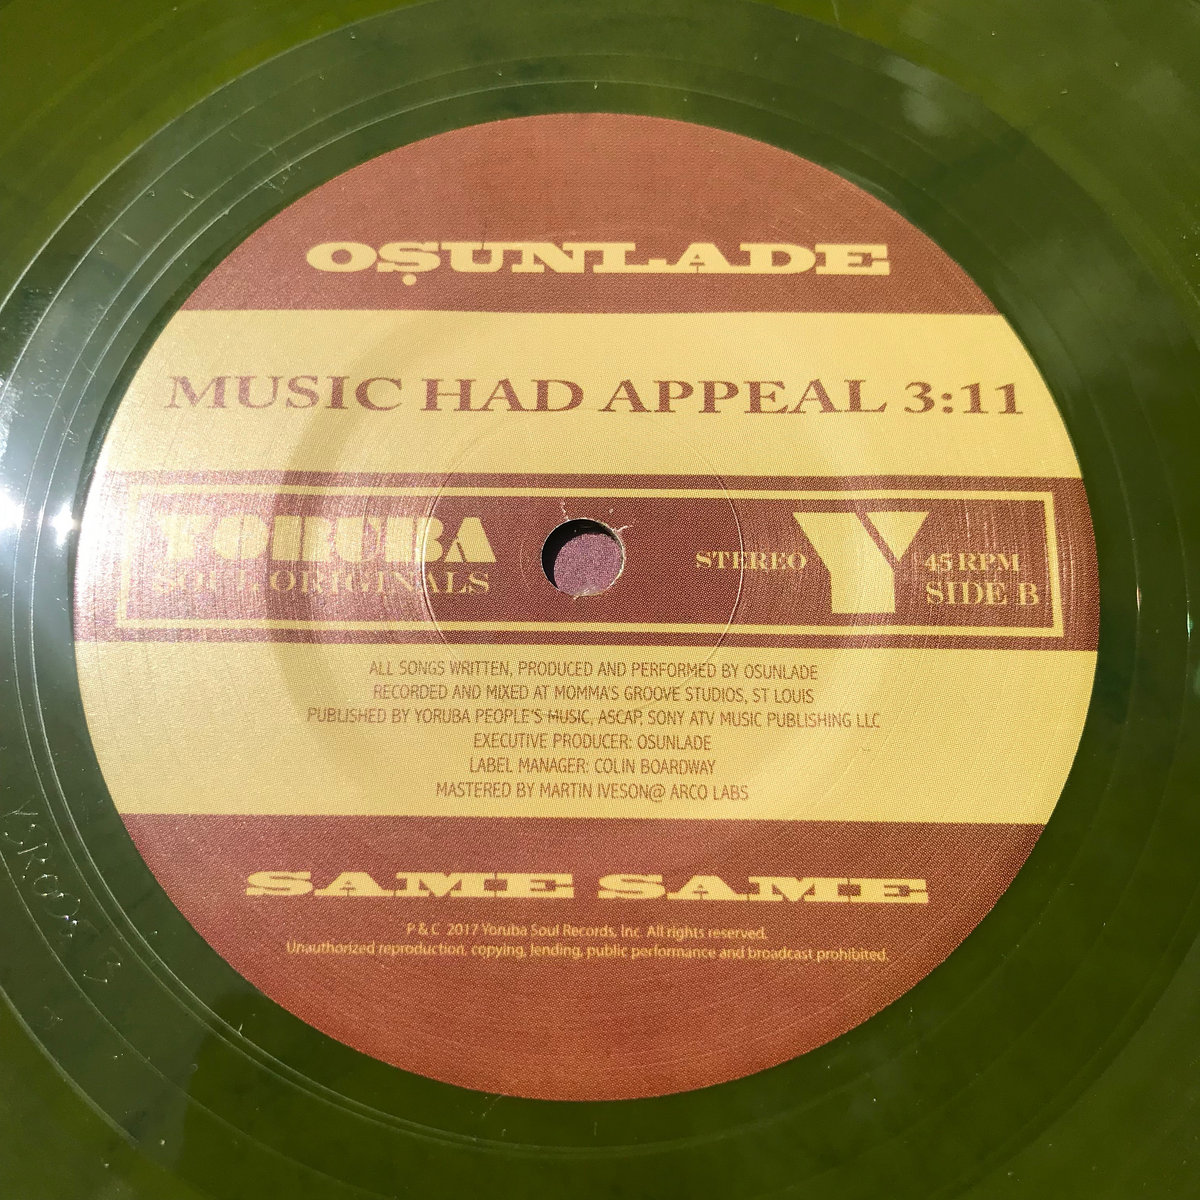 OṢUNLADE
MUSIC HAD APPEAL 3:11
YORUBA
SOUL ORIGINALS
STEREO
Y
45 RPM
SIDE B
ALL SONGS WRITTEN, PRODUCED AND PERFORMED BY OSUNLADE
RECORDED AND MIXED AT MOMMA'S GROOVE STUDIOS, ST LOUIS
PUBLISHED BY YORUBA PEOPLE'S MUSIC, ASCAP, SONY ATV MUSIC PUBLISHING LLC
EXECUTIVE PRODUCER: OSUNLADE
LABEL MANAGER: COLIN BOARDWAY
MASTERED BY MARTIN IVESON@ ARCO LABS
SAME SAME
P & C 2017 Yoruba Soul Records, Inc. All rights reserved.
Unauthorized reproduction, copying, lending, public performance and broadcast prohibited.